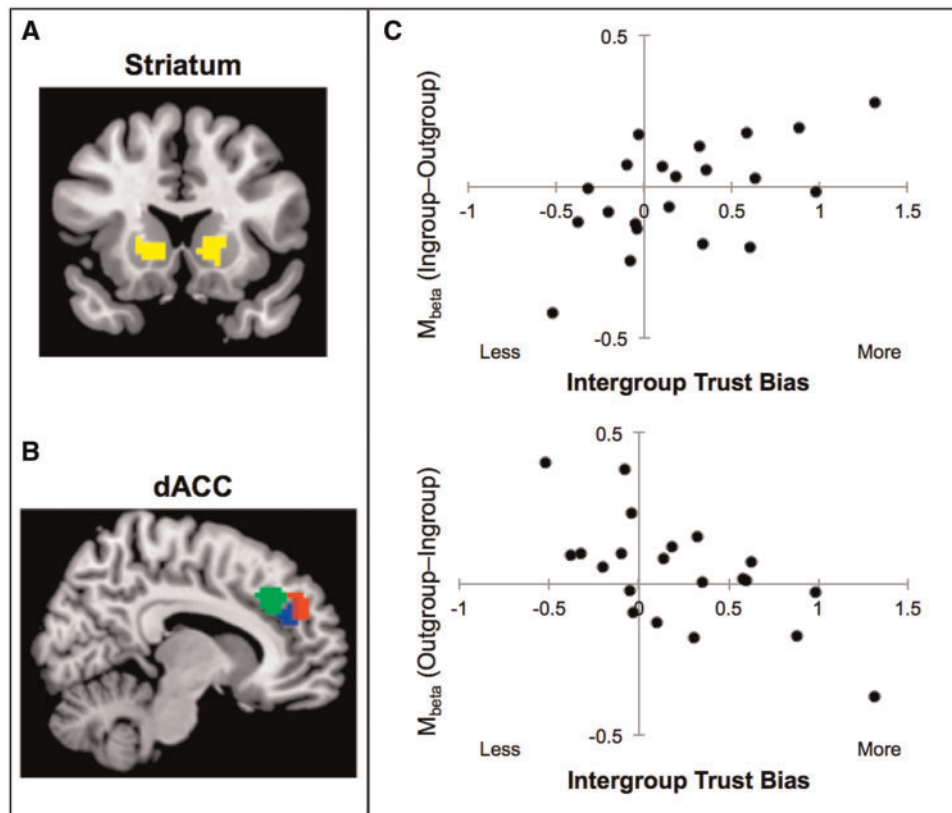 A
Striatum
B
dACC
C
0.5
-1
-0.5
0
0.5
1
1.5
-0.5
Less
More
Intergroup Trust Bias
Mbeta (Ingroup–Outgroup)
0.5
-1
-0.5
0
0.5
1
1.5
-0.5
Less
More
Intergroup Trust Bias
Mbeta (Outgroup–Ingroup)